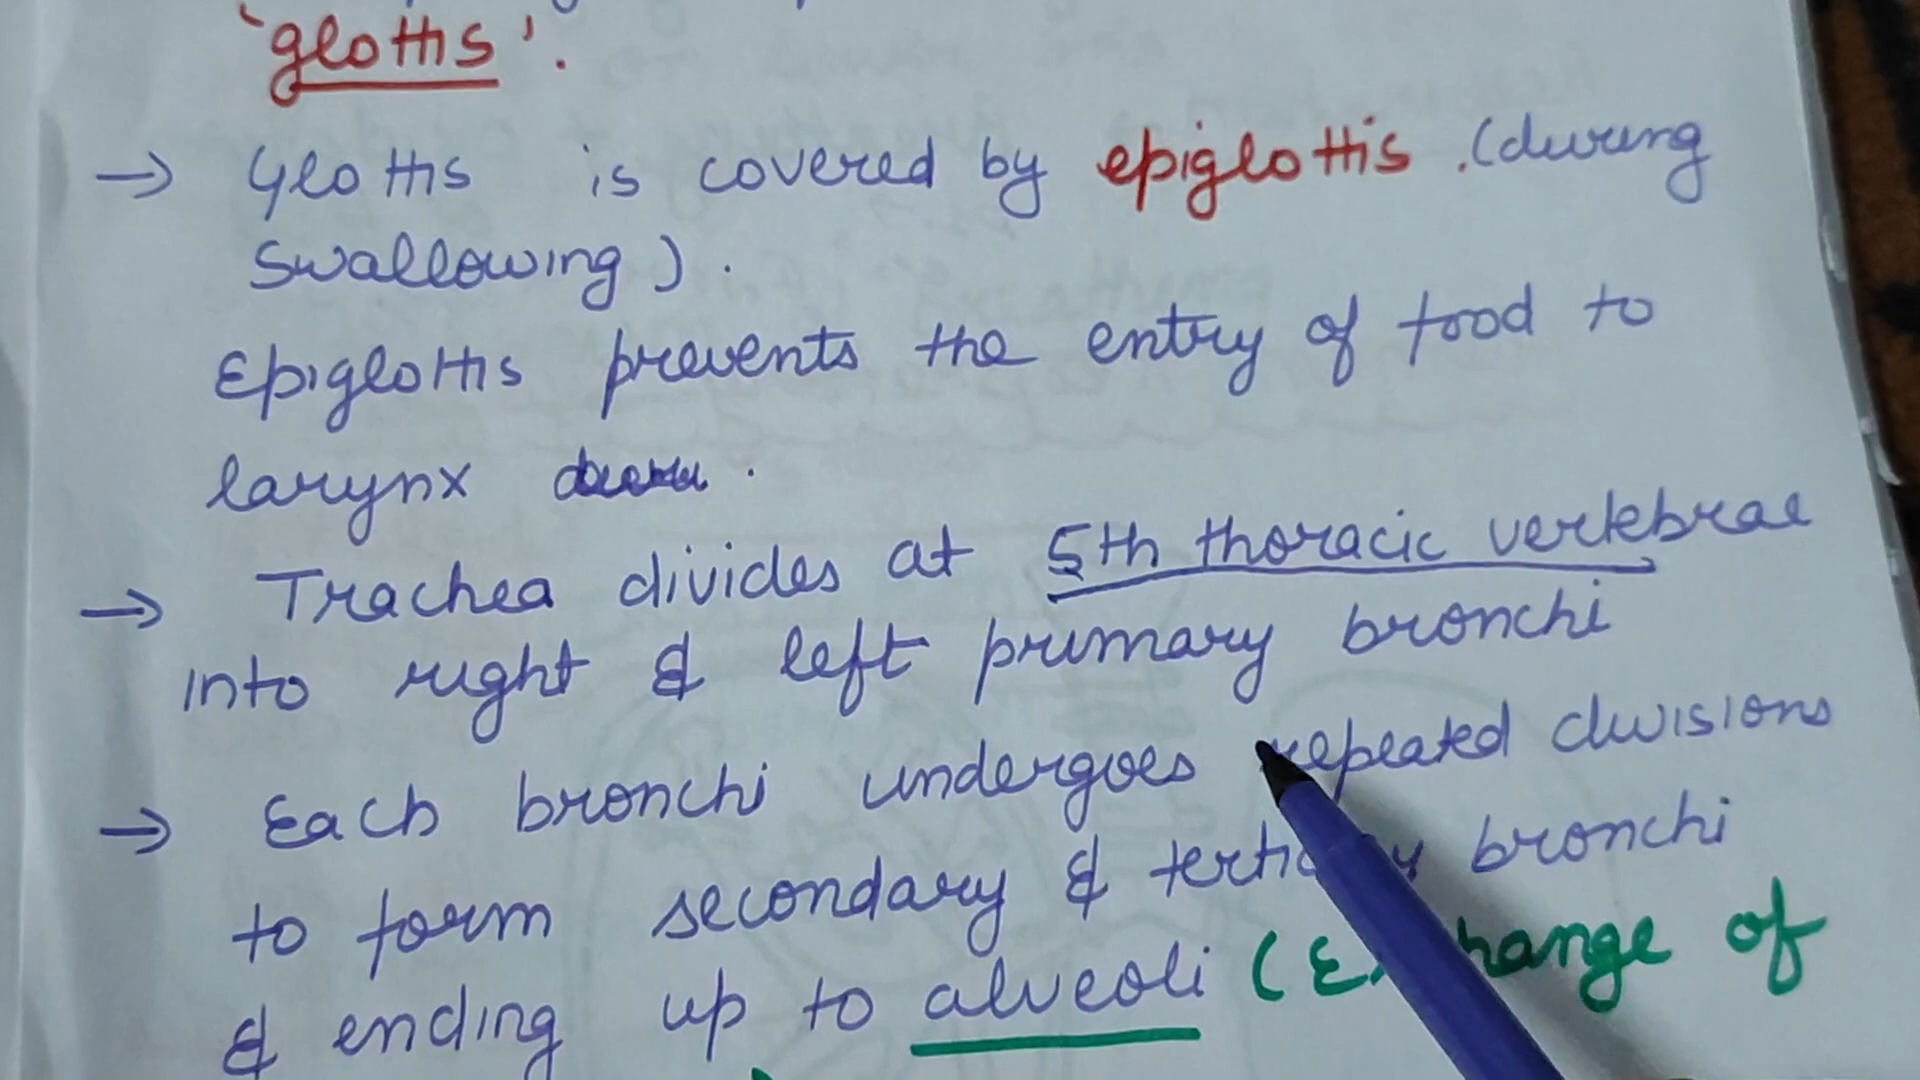 'glottis'.
→ Glottis is covered by epiglottis. (during
swallowing).
Epiglottis prevents the entry of food to
larynx .
→ Trachea divides at 5th thoracic vertebrae
into right & left primary bronchi
→ Each bronchi undergoes repeated divisions
to form secondary & tertiary bronchi
& ending up to alveoli (Exchange of